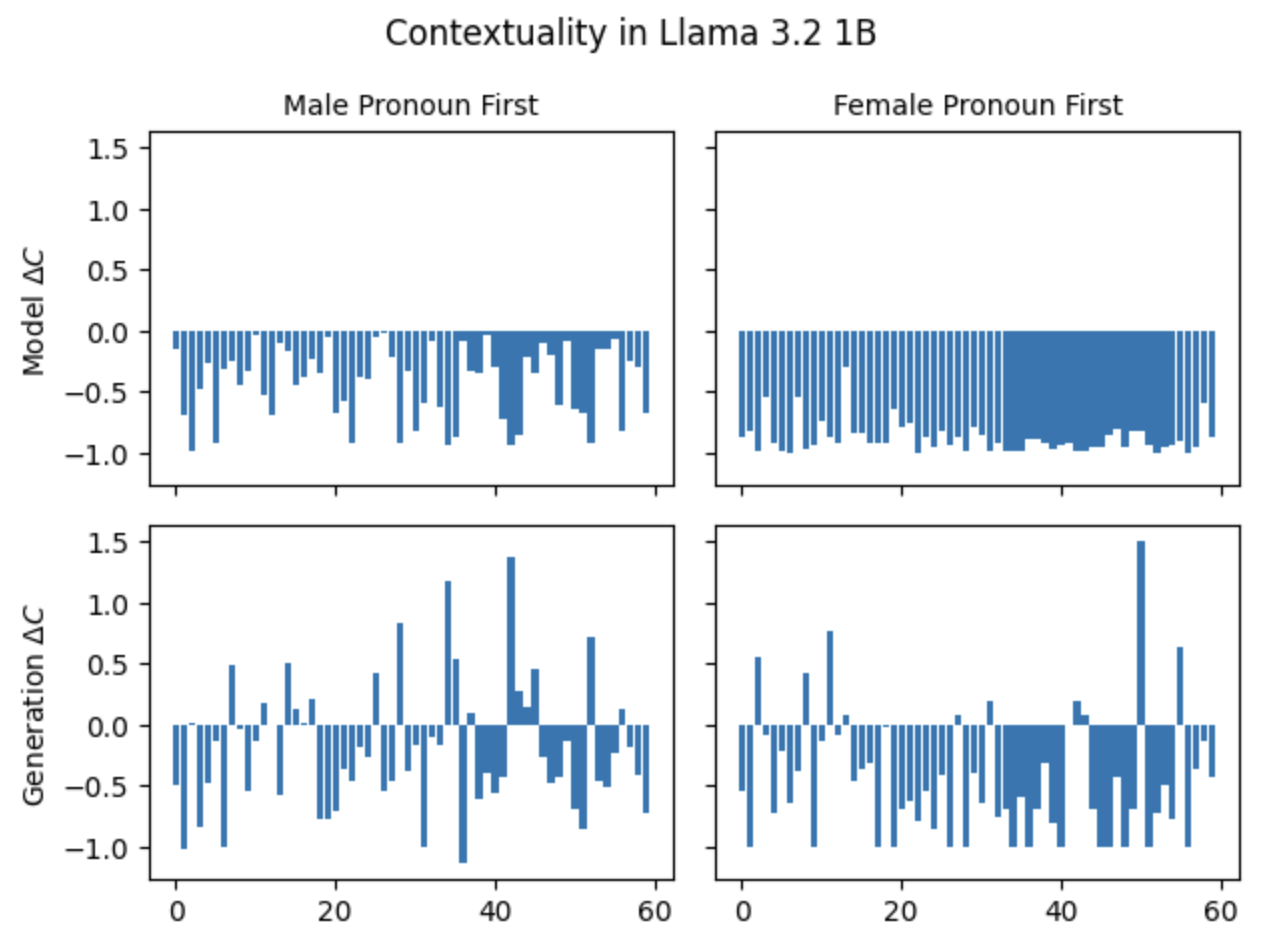 Contextuality in Llama 3.2 1B
Male Pronoun First
Female Pronoun First
Model ΔC
1.5
1.0
0.5
0.0
−0.5
−1.0
Generation ΔC
1.5
1.0
0.5
0.0
−0.5
−1.0
0 20 40 60
0 20 40 60